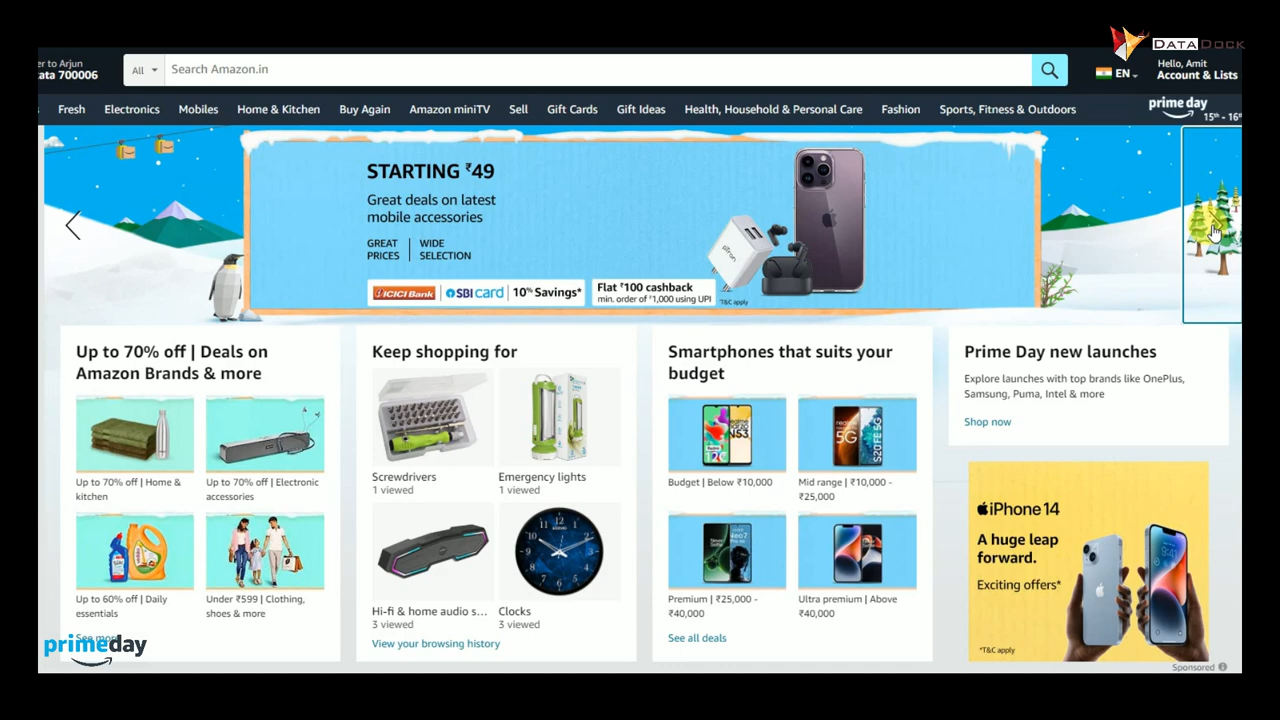 DATADOCK
er to Arjun
ata 700006
All
Search Amazon.in
EN
Hello, Amit
Account & Lists
Fresh
Electronics
Mobiles
Home & Kitchen
Buy Again
Amazon miniTV
Sell
Gift Cards
Gift Ideas
Health, Household & Personal Care
Fashion
Sports, Fitness & Outdoors
prime day
15th - 16th
STARTING ₹49
Great deals on latest
mobile accessories
GREAT
PRICES
WIDE
SELECTION
ICICI Bank
SBI card
10% Savings*
Flat ₹100 cashback
min. order of ₹1,000 using UPI
*T&C apply
pTron
Up to 70% off | Deals on
Amazon Brands & more
Up to 70% off | Home &
kitchen
Up to 70% off | Electronic
accessories
Up to 60% off | Daily
essentials
Under ₹599 | Clothing,
shoes & more
See more
Keep shopping for
Screwdrivers
1 viewed
Emergency lights
1 viewed
Hi-fi & home audio s...
3 viewed
Clocks
3 viewed
View your browsing history
Smartphones that suits your
budget
Budget | Below ₹10,000
Mid range | ₹10,000 -
₹25,000
Premium | ₹25,000 -
₹40,000
Ultra premium | Above
₹40,000
See all deals
Prime Day new launches
Explore launches with top brands like OnePlus,
Samsung, Puma, Intel & more
Shop now
iPhone 14
A huge leap
forward.
Exciting offers*
*T&C apply
Sponsored
primeday